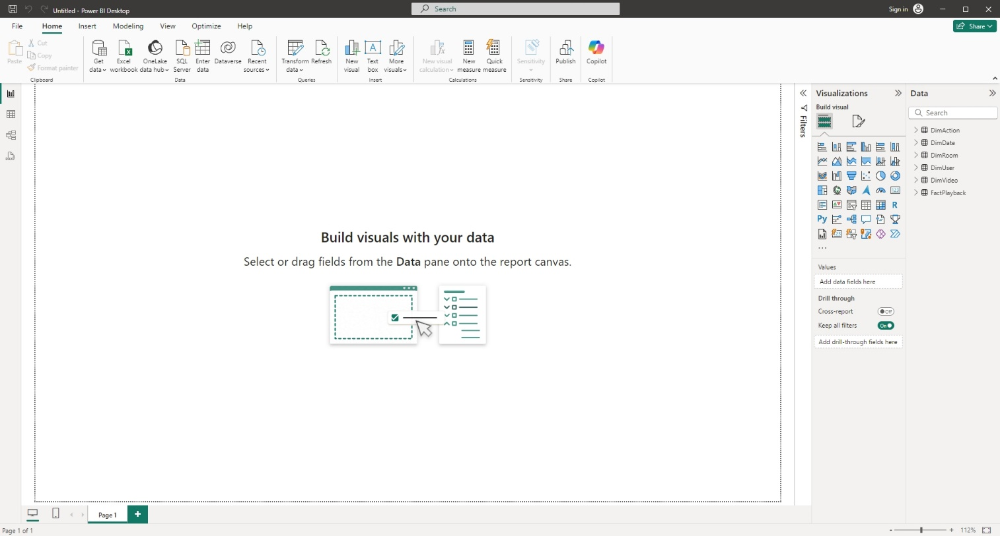 Untitled - Power BI Desktop
Search
Sign in
File Home Insert Modeling View Optimize Help
Share
Paste
Cut
Copy
Format painter
Clipboard
Get data
Excel workbook
OneLake data hub
SQL Server
Enter data
Dataverse
Recent sources
Data
Transform data
Refresh
Queries
New visual
Text box
More visuals
Insert
New visual calculation
New measure
Quick measure
Calculations
Sensitivity
Sensitivity
Publish
Share
Copilot
Copilot
Build visuals with your data
Select or drag fields from the Data pane onto the report canvas.
Filters
Visualizations
Build visual
123
R
Py
123
...
Values
Add data fields here
Drill through
Cross-report
Off
Keep all filters
On
Add drill-through fields here
Data
Search
DimAction
DimDate
DimRoom
DimUser
DimVideo
FactPlayback
Page 1
Page 1 of 1
112%